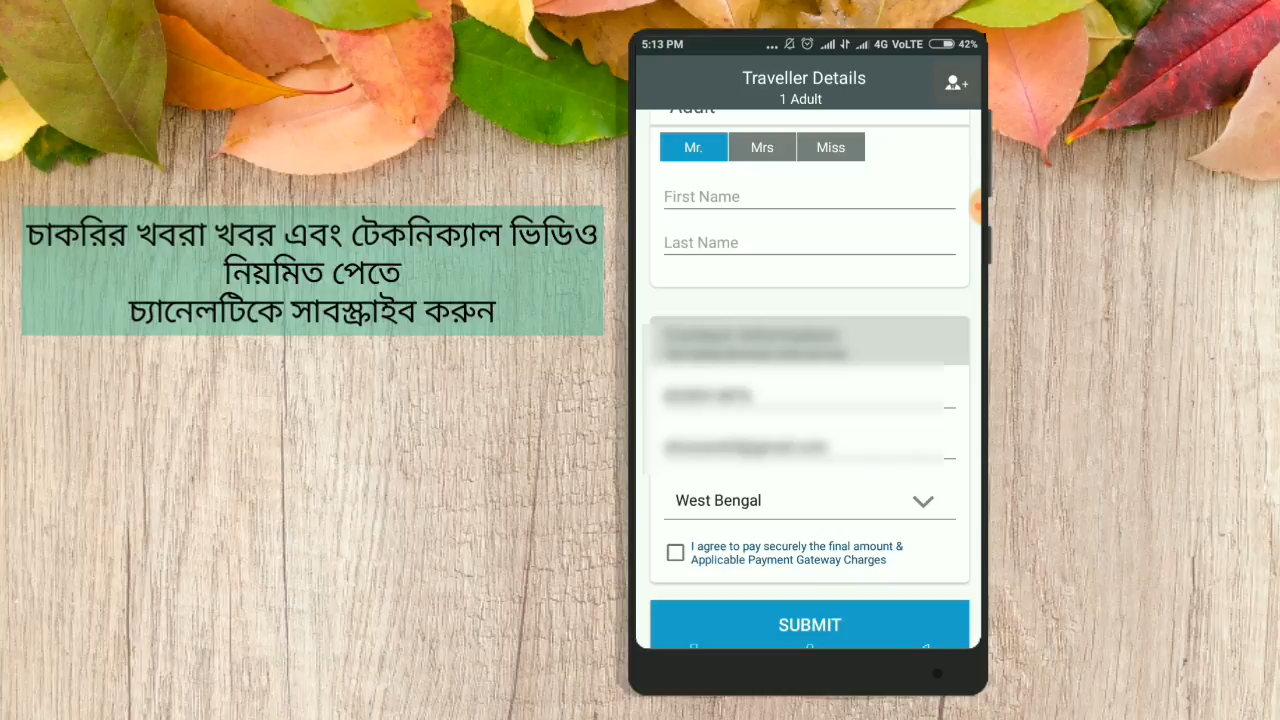 চাকরির খবরা খবর এবং টেকনিক্যাল ভিডিও
নিয়মিত পেতে
চ্যানেলটিকে সাবস্ক্রাইব করুন
5:13 PM
4G VoLTE
42%
Traveller Details
1 Adult
Adult
Mr.
Mrs
Miss
First Name
Last Name
West Bengal
I agree to pay securely the final amount &
Applicable Payment Gateway Charges
SUBMIT